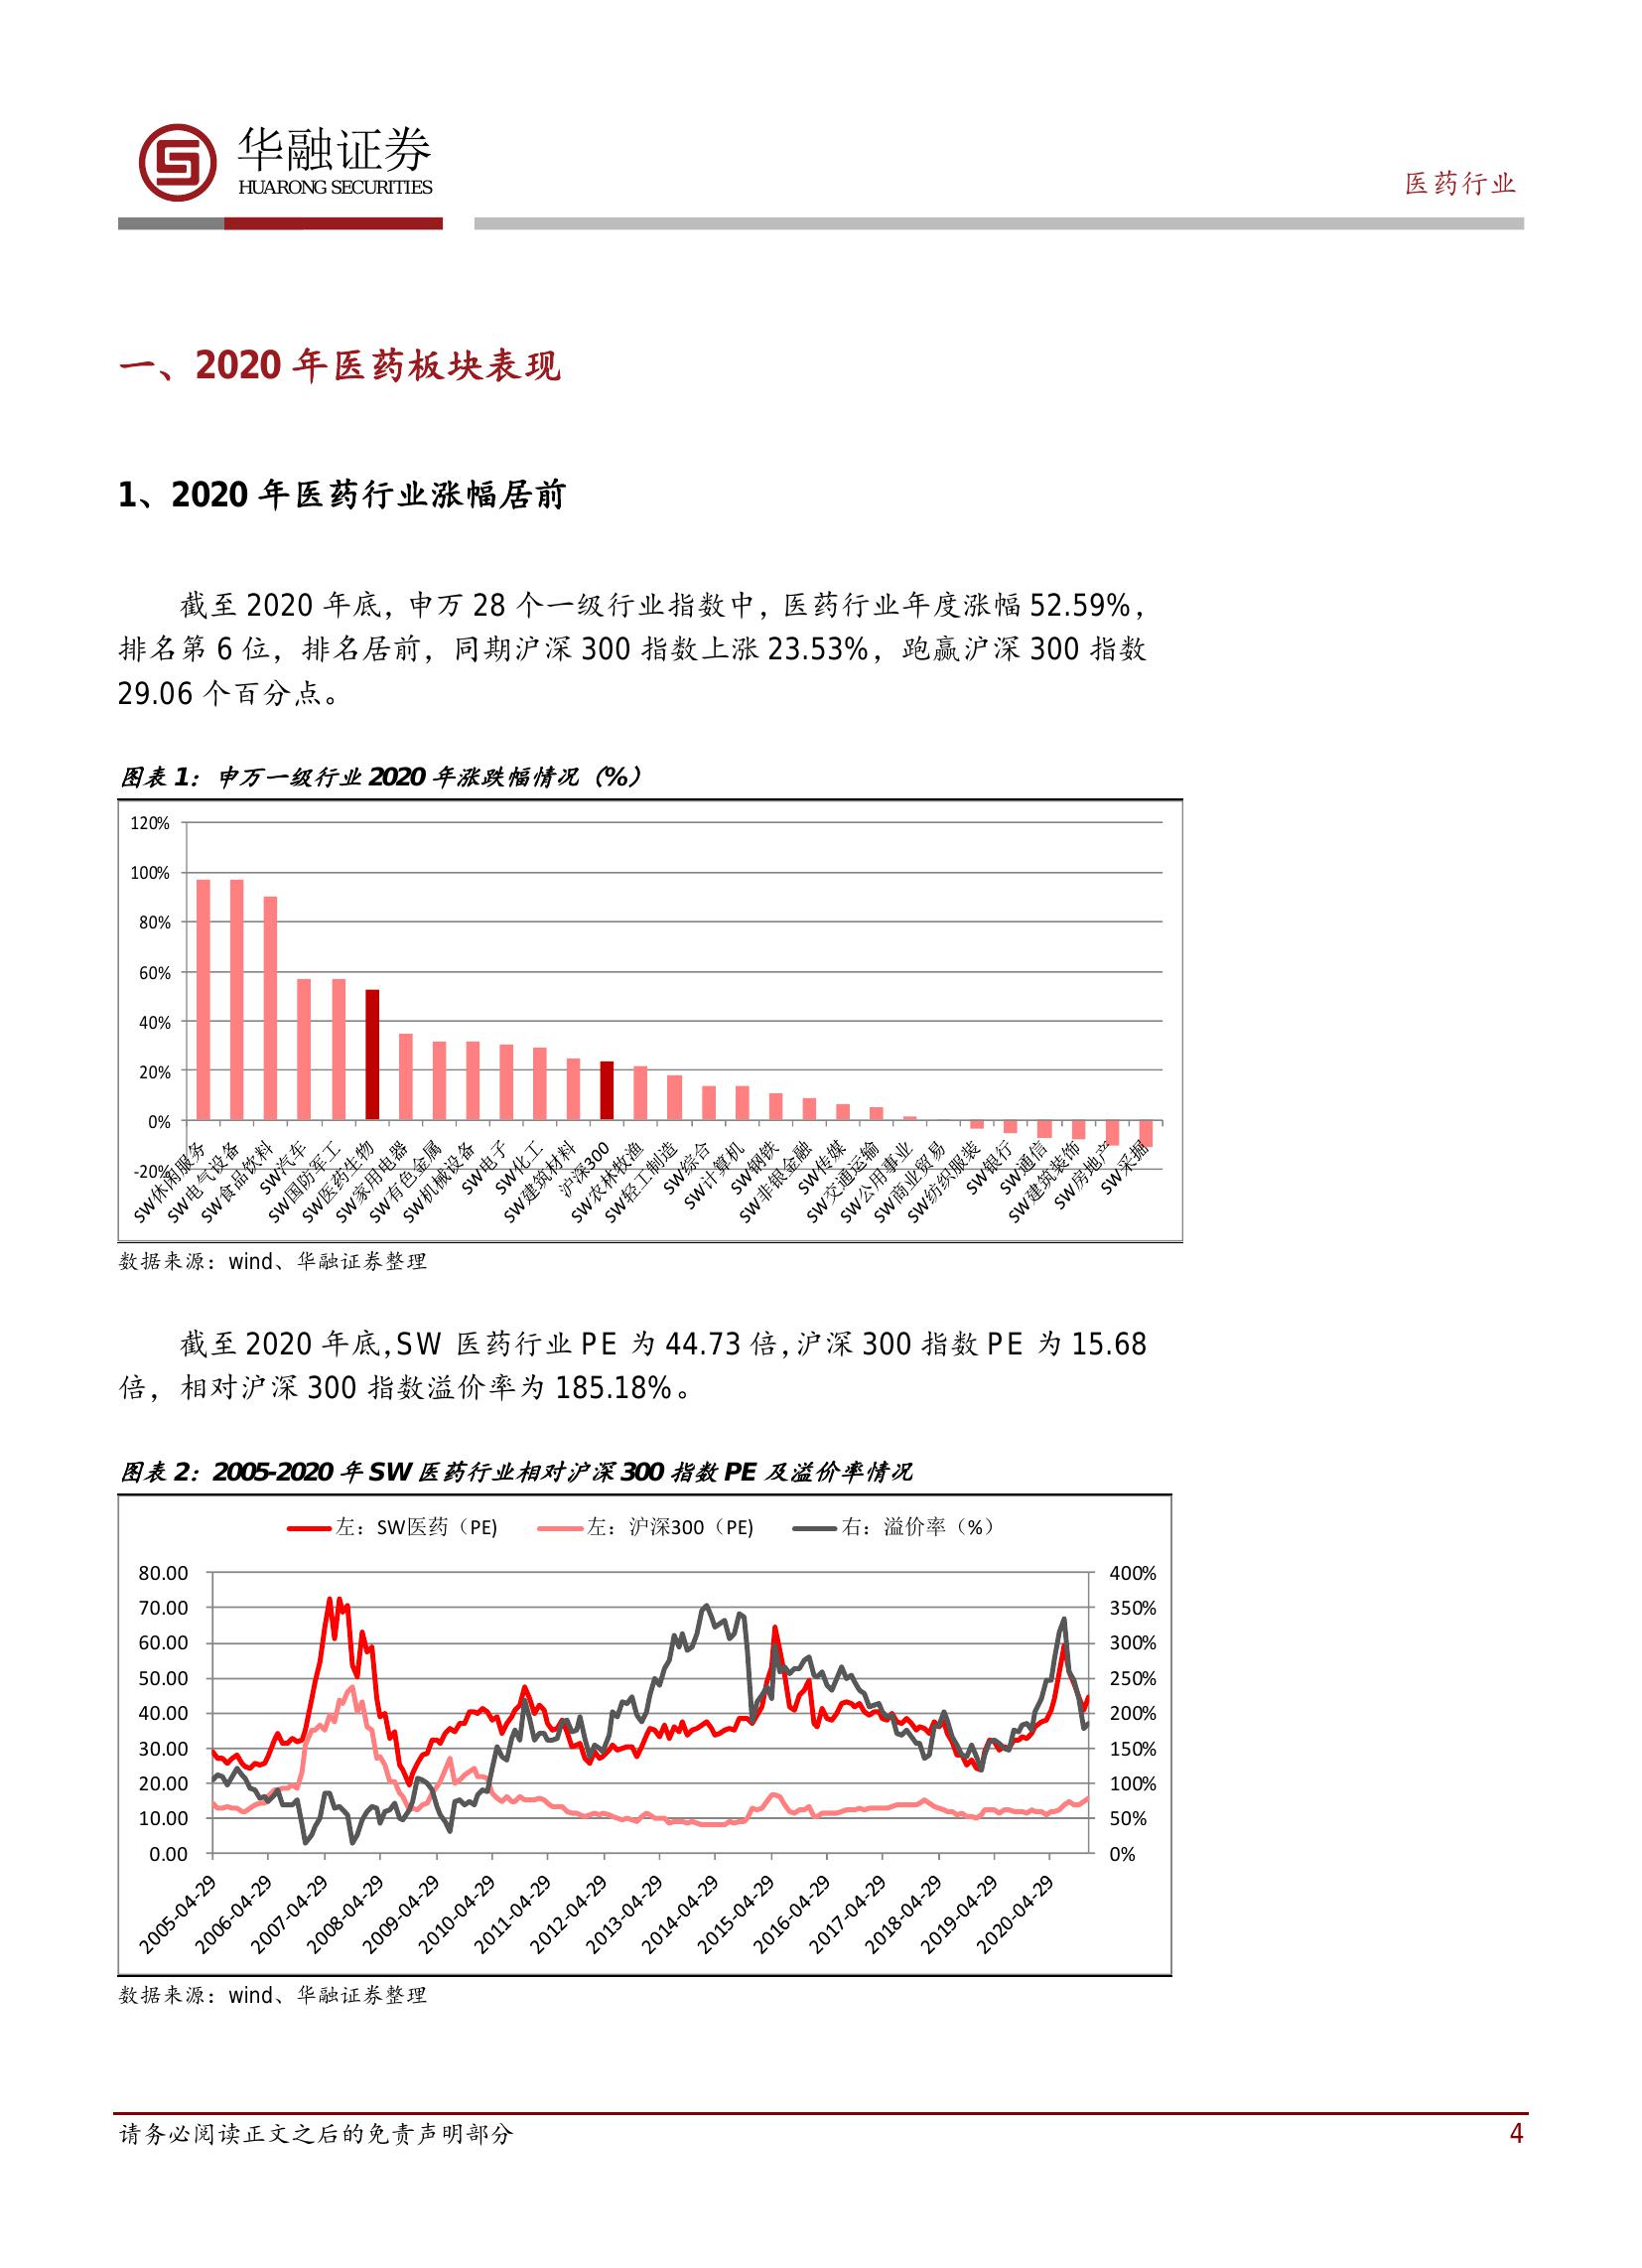 华融证券
HUARONG SECURITIES
医药行业
一、2020 年医药板块表现
1、2020 年医药行业涨幅居前
截至 2020 年底，申万 28 个一级行业指数中，医药行业年度涨幅 52.59%，
排名第 6 位，排名居前，同期沪深 300 指数上涨 23.53%，跑赢沪深 300 指数
29.06 个百分点。
图表 1：申万一级行业 2020 年涨跌幅情况（%）
120%
100%
80%
60%
40%
20%
0%
-20%
SW休闲服务
SW电气设备
SW食品饮料
SW汽车
SW国防军工
SW医药生物
SW家用电器
SW有色金属
SW机械设备
SW电子
SW化工
SW建筑材料
沪深300
SW农林牧渔
SW轻工制造
SW综合
SW计算机
SW钢铁
SW非银金融
SW传媒
SW交通运输
SW公用事业
SW商业贸易
SW纺织服装
SW银行
SW通信
SW建筑装饰
SW房地产
SW采掘
数据来源：wind、华融证券整理
截至 2020 年底，SW 医药行业 PE 为 44.73 倍，沪深 300 指数 PE 为 15.68
倍，相对沪深 300 指数溢价率为 185.18%。
图表 2：2005-2020 年 SW 医药行业相对沪深 300 指数 PE 及溢价率情况
左：SW医药（PE) 左：沪深300（PE) 右：溢价率（%）
80.00 400%
70.00 350%
60.00 300%
50.00 250%
40.00 200%
30.00 150%
20.00 100%
10.00 50%
0.00 0%
2005-04-29
2006-04-29
2007-04-29
2008-04-29
2009-04-29
2010-04-29
2011-04-29
2012-04-29
2013-04-29
2014-04-29
2015-04-29
2016-04-29
2017-04-29
2018-04-29
2019-04-29
2020-04-29
数据来源：wind、华融证券整理
请务必阅读正文之后的免责声明部分 4